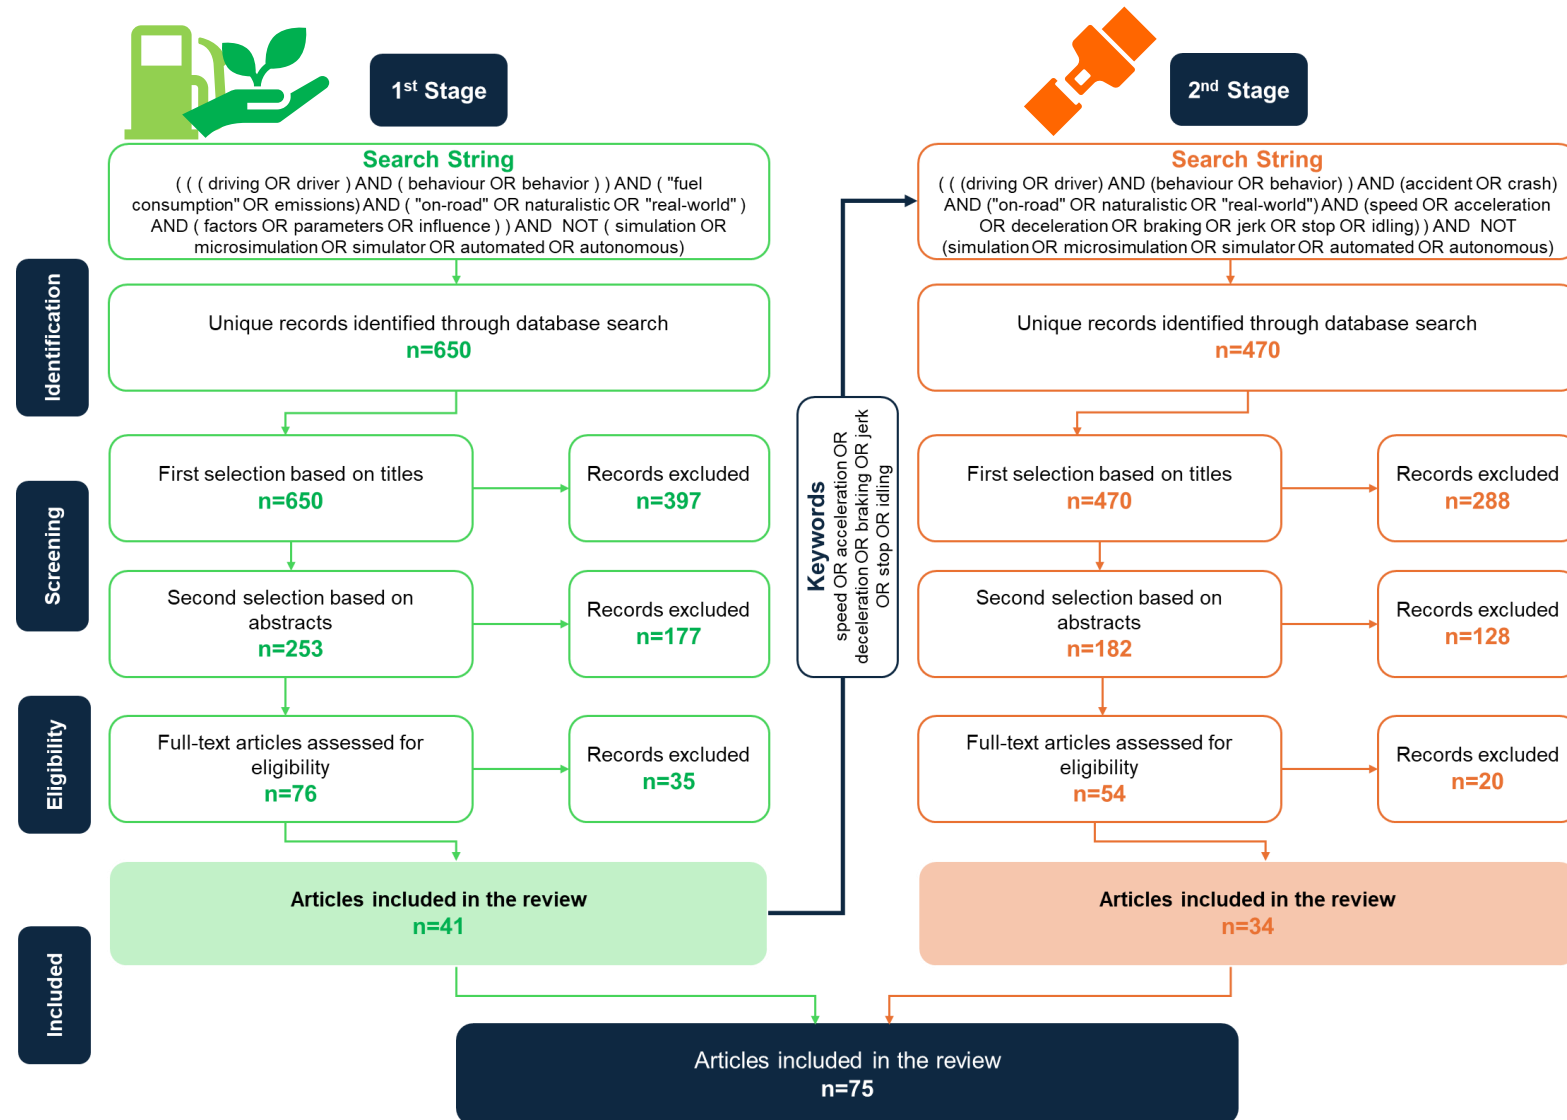 1st Stage
Search String
( ( ( driving OR driver ) AND ( behaviour OR behavior ) ) AND ( "fuel
consumption" OR emissions) AND ( "on-road" OR naturalistic OR "real-world" )
AND ( factors OR parameters OR influence ) ) AND NOT ( simulation OR
microsimulation OR simulator OR automated OR autonomous)
Identification
Unique records identified through database search
n=650
Screening
First selection based on titles
n=650
Records excluded
n=397
Second selection based on
abstracts
n=253
Records excluded
n=177
Eligibility
Full-text articles assessed for
eligibility
n=76
Records excluded
n=35
Included
Articles included in the review
n=41
Keywords
speed OR acceleration OR
deceleration OR braking OR jerk
OR stop OR idling
2nd Stage
Search String
( ( (driving OR driver) AND (behaviour OR behavior) ) AND (accident OR crash)
AND ("on-road" OR naturalistic OR "real-world") AND (speed OR acceleration
OR deceleration OR braking OR jerk OR stop OR idling) ) AND NOT
(simulation OR microsimulation OR simulator OR automated OR autonomous)
Unique records identified through database search
n=470
First selection based on titles
n=470
Records excluded
n=288
Second selection based on
abstracts
n=182
Records excluded
n=128
Full-text articles assessed for
eligibility
n=54
Records excluded
n=20
Articles included in the review
n=34
Articles included in the review
n=75